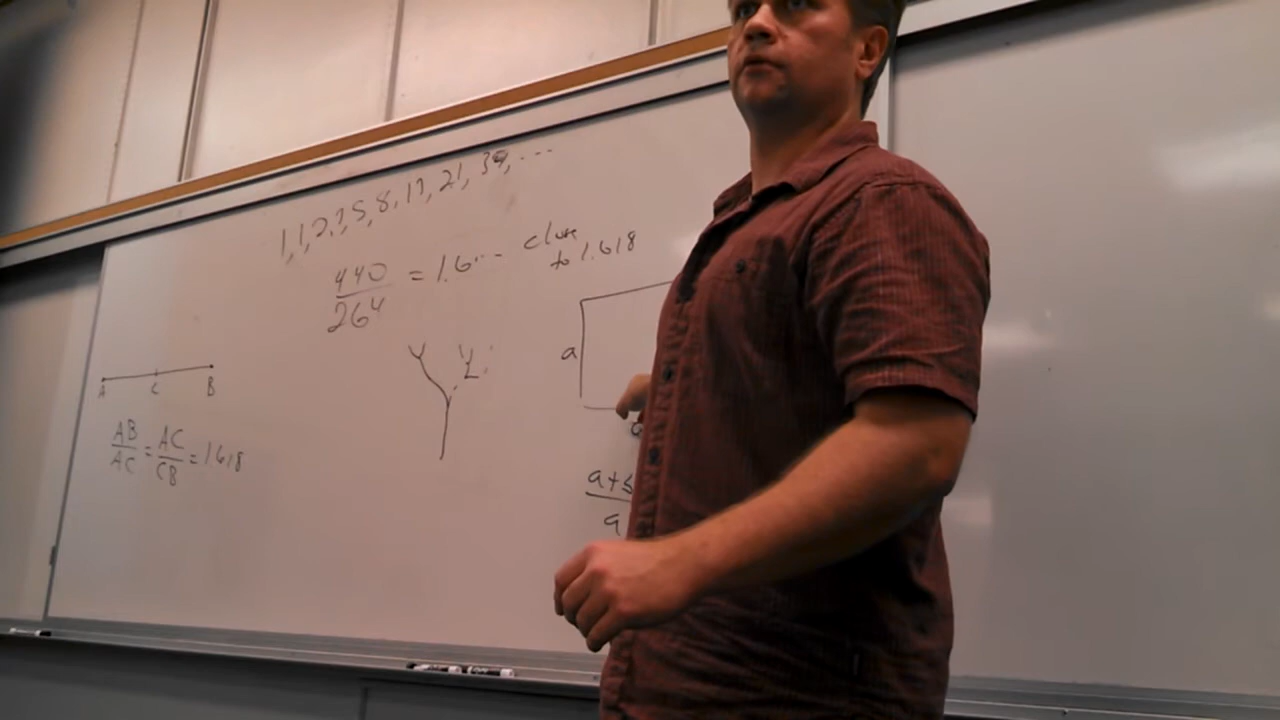 1, 1, 2, 3, 5, 8, 13, 21, 34, ...
440
264
= 1.6... close
to 1.618
a
A C B
AB/AC = AC/CB = 1.618
a+b
a